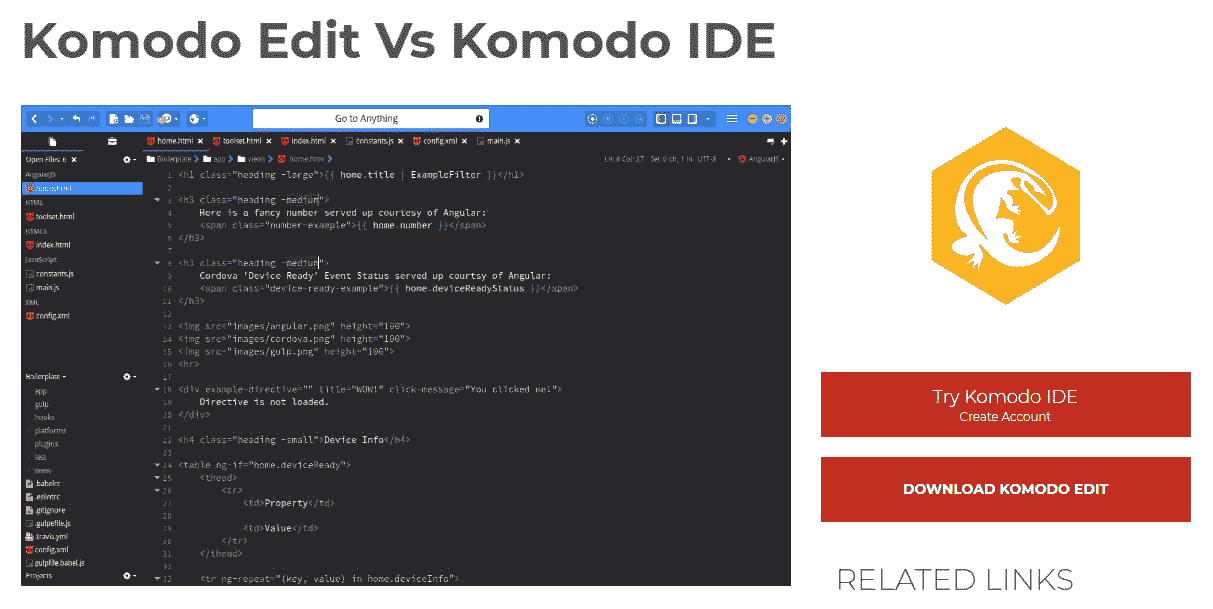 Komodo Edit Vs Komodo IDE
Go to Anything
home.html
toolset.html
index.html
constants.js
config.xml
main.js
Open Files: 6
Boilerplate
app
views
home.html
Ln: 8 Col: 27 Sel: 6 ch, 1 ln UTF-8
AngularJS
AngularJS
HTML
toolset.html
HTML5
index.html
JavaScript
constants.js
main.js
XML
config.xml
Boilerplate
app
gulp
hooks
platforms
plugins
test
.babelrc
.eslintrc
.gitignore
.gulpefile.js
.travis.yml
config.xml
gulpfile.babel.js
Projects
1 <h1 class="heading -large">{{ home.title | ExampleFilter }}</h1>
2
3 <h3 class="heading -medium">
4 Here is a fancy number served up courtesy of Angular:
5 <span class="number-example">{{ home.number }}</span>
6 </h3>
7
8 <h3 class="heading -medium">
9 Cordova 'Device Ready' Event Status served up courtsy of Angular:
10 <span class="device-ready-example">{{ home.deviceReadyStatus }}</span>
11 </h3>
12
13 <img src="images/angular.png" height="100">
14 <img src="images/cordova.png" height="100">
15 <img src="images/gulp.png" height="100">
16 <hr>
17
18 <div example-directive="" title="WOW!" click-message="You clicked me!">
19 Directive is not loaded.
20 </div>
21
22 <h4 class="heading -small">Device Info</h4>
23
24 <table ng-if="home.deviceReady">
25 <thead>
26 <tr>
27 <td>Property</td>
28
29 <td>Value</td>
30 </tr>
31 </thead>
32
33 <tr ng-repeat="(key, value) in home.deviceInfo">
Try Komodo IDE
Create Account
DOWNLOAD KOMODO EDIT
RELATED LINKS